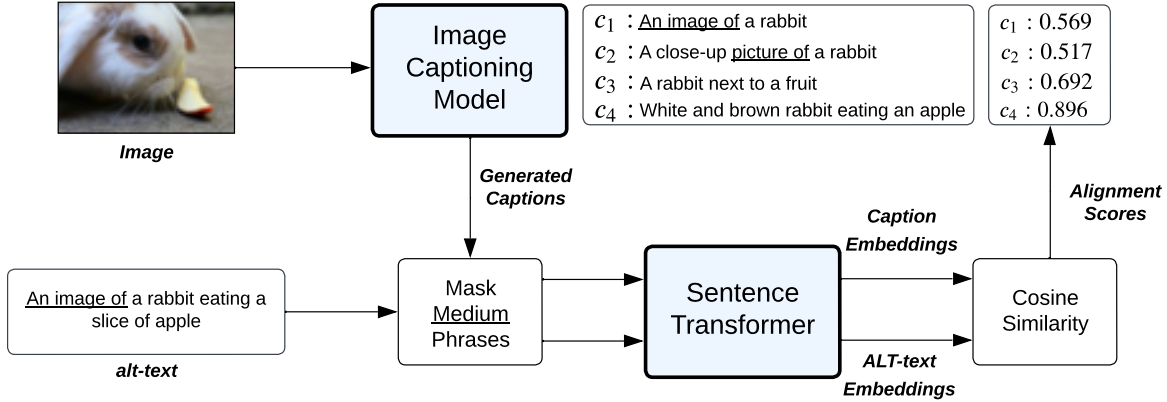 Image
Captioning
Model
c₁ : An image of a rabbit
c₂ : A close-up picture of a rabbit
c₃ : A rabbit next to a fruit
c₄ : White and brown rabbit eating an apple
c₁ : 0.569
c₂ : 0.517
c₃ : 0.692
c₄ : 0.896
Image
Generated
Captions
Alignment
Scores
Caption
Embeddings
An image of a rabbit eating a
slice of apple
alt-text
Mask
Medium
Phrases
Sentence
Transformer
Cosine
Similarity
ALT-text
Embeddings